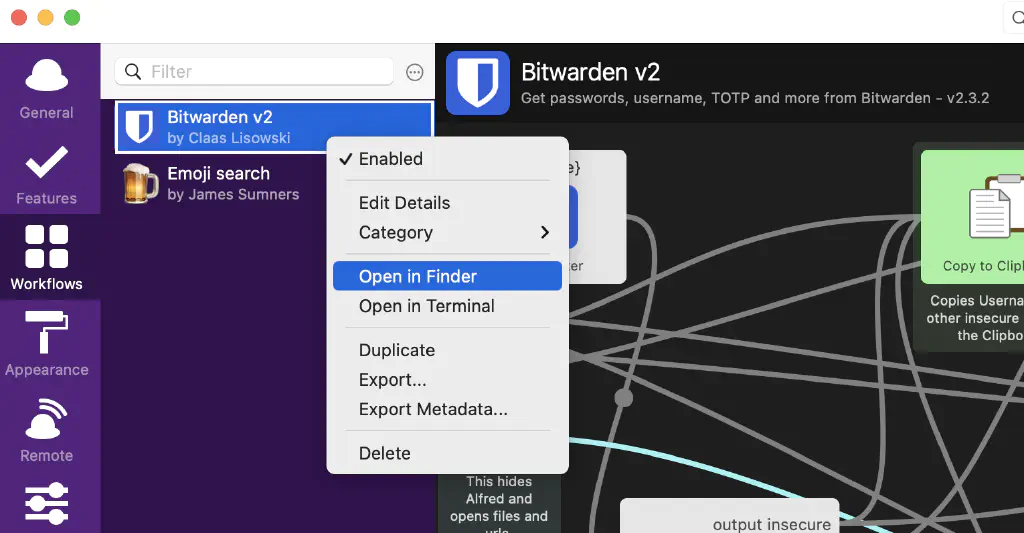 General
Features
Workflows
Appearance
Remote
Filter
Bitwarden v2
by Claas Lisowski
Emoji search
by James Sumners
Bitwarden v2
Get passwords, username, TOTP and more from Bitwarden - v2.3.2
Enabled
Edit Details
Category
Open in Finder
Open in Terminal
Duplicate
Export...
Export Metadata...
Delete
This hides
Alfred and
opens files and
urls
output insecure
Copy to Clipb
Copies Userna
other insecure
the Clipbo